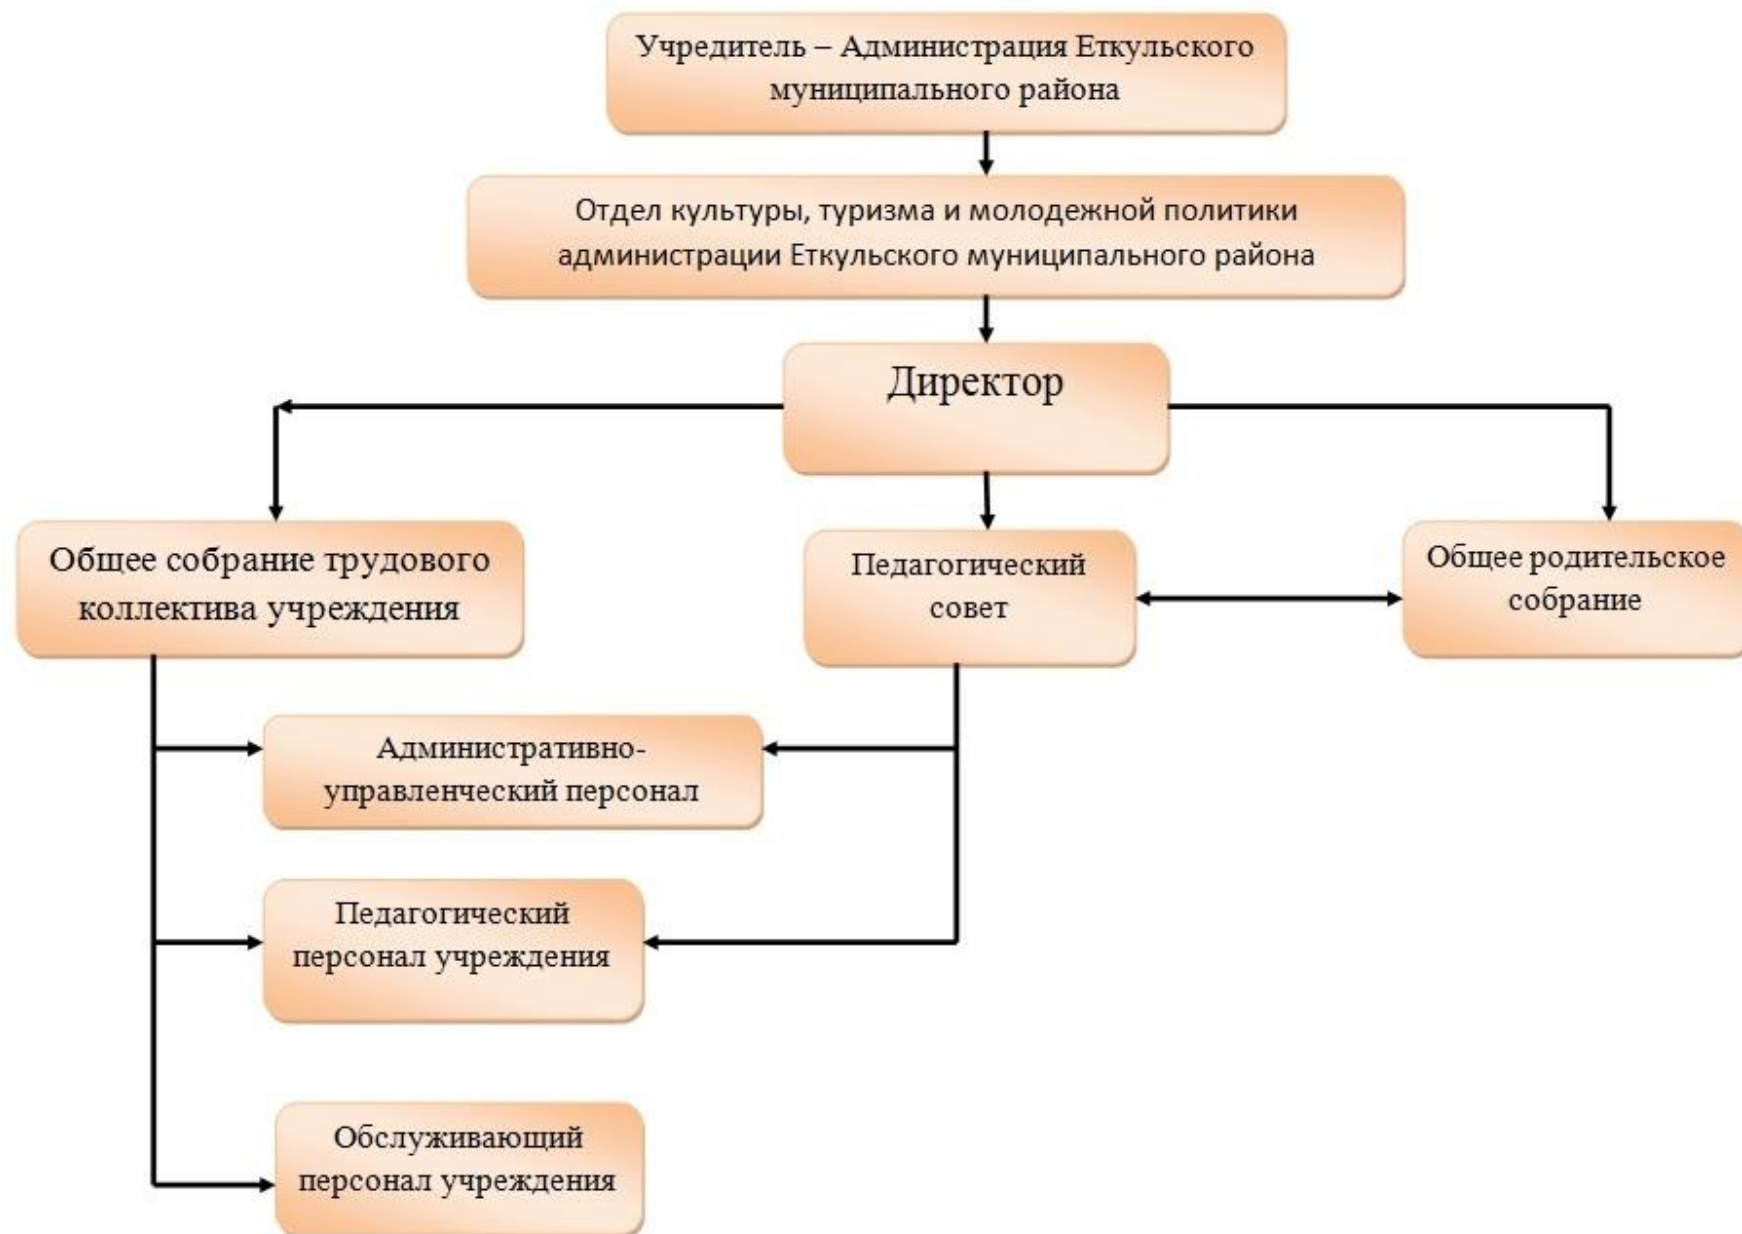 Учредитель – Администрация Еткульского
муниципального района
Отдел культуры, туризма и молодежной политики
администрации Еткульского муниципального района
Директор
Общее собрание трудового
коллектива учреждения
Педагогический
совет
Общее родительское
собрание
Административно-
управленческий персонал
Педагогический
персонал учреждения
Обслуживающий
персонал учреждения